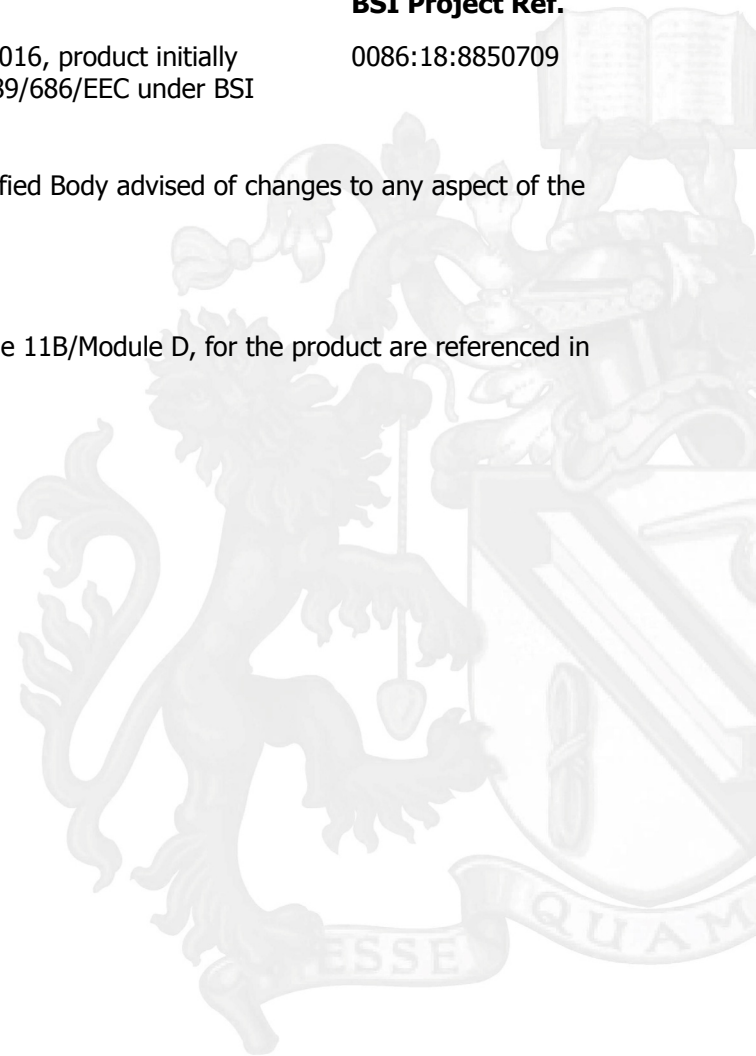 BSI Project Ref.
016, product initially 0086:18:8850709
89/686/EEC under BSI
fied Body advised of changes to any aspect of the
e 11B/Module D, for the product are referenced in
ESSE QUAM